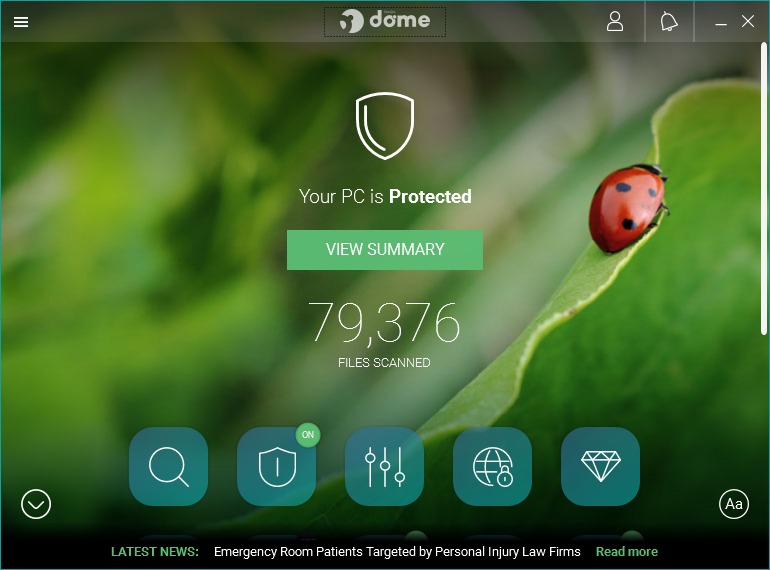 dome
Your PC is Protected
VIEW SUMMARY
79,376
FILES SCANNED
ON
Aa
LATEST NEWS: Emergency Room Patients Targeted by Personal Injury Law Firms Read more